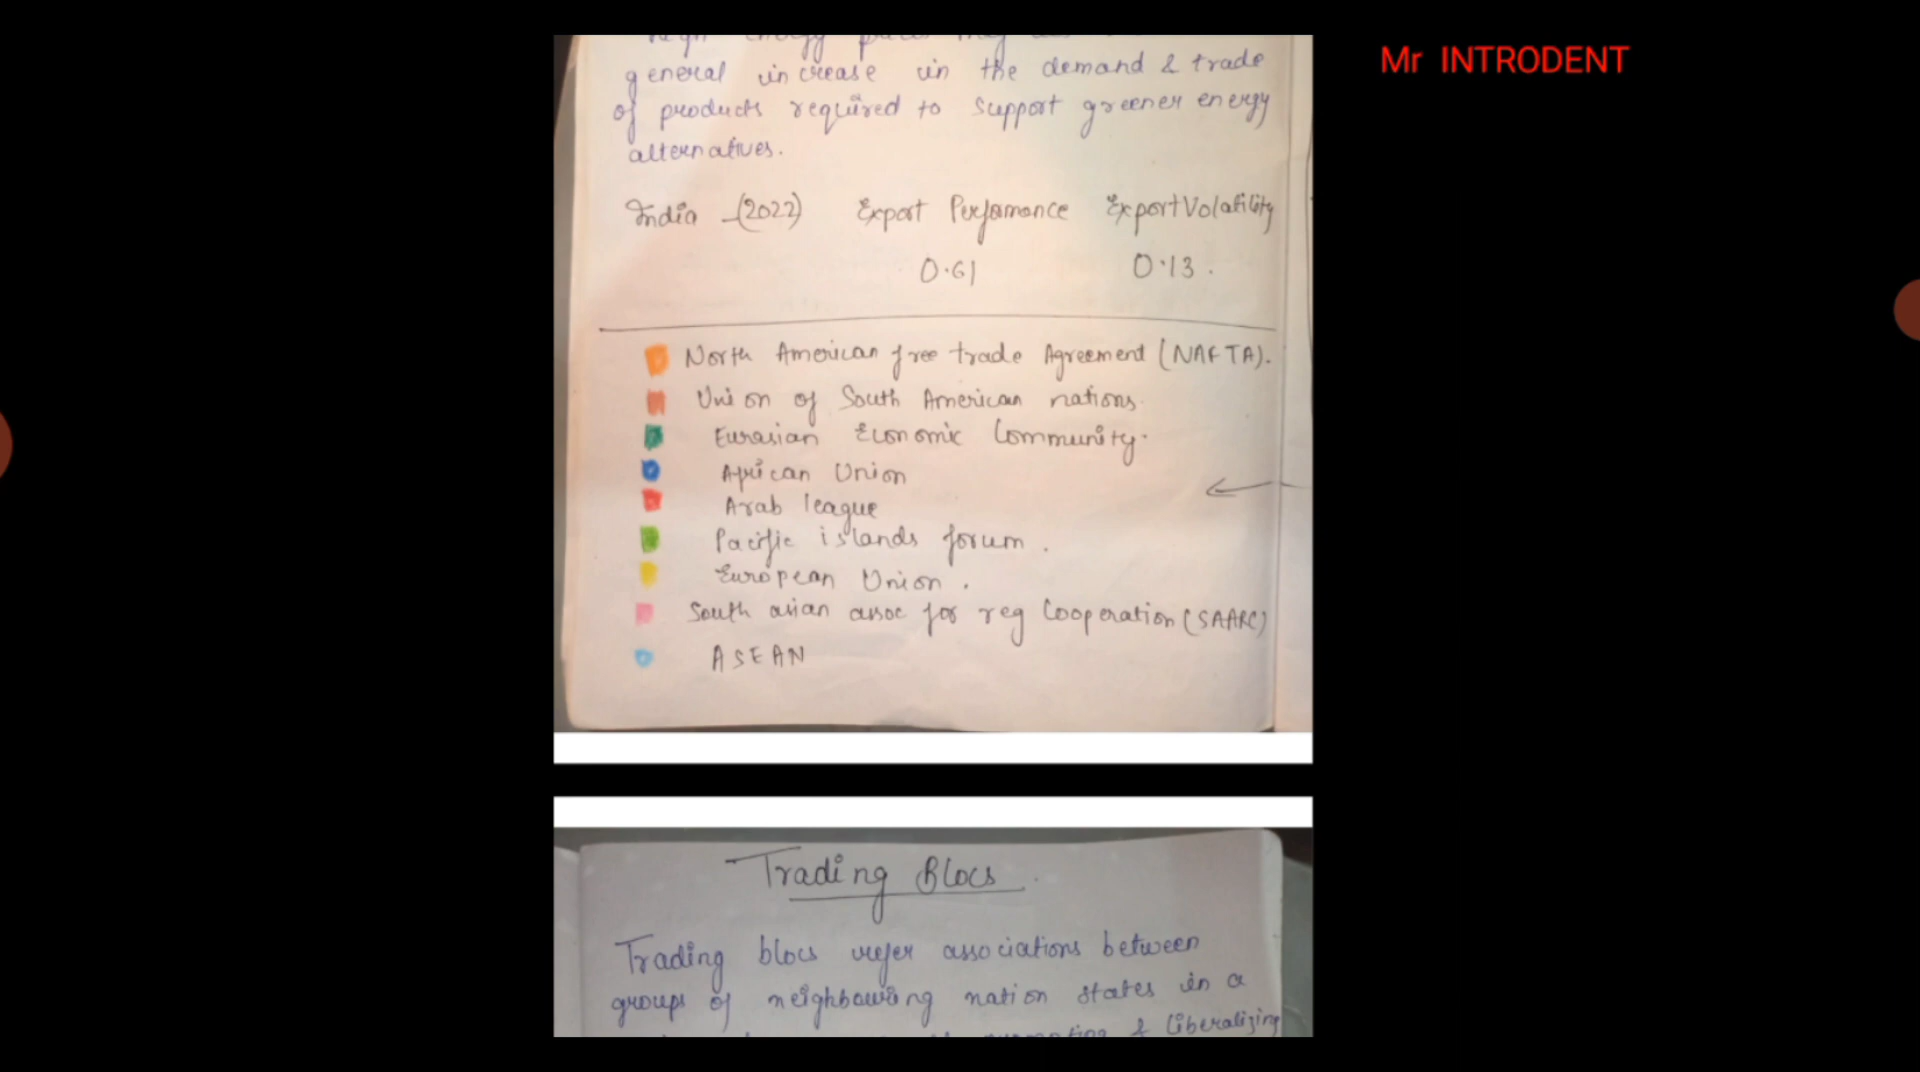 Mr INTRODENT
general increase in the demand & trade
of products required to support greener energy
alternatives.
India - (2022) Export Performance Export Volatility
0.61 0.13.
North American free trade Agreement (NAFTA).
Union of South American nations.
Eurasian Economic Community.
African Union
Arab league
Pacific islands forum.
European Union.
South asian assoc for reg Cooperation (SAARC)
ASEAN
Trading Blocs
Trading blocs refer associations between
groups of neighbouring nation states in a
& liberalizing